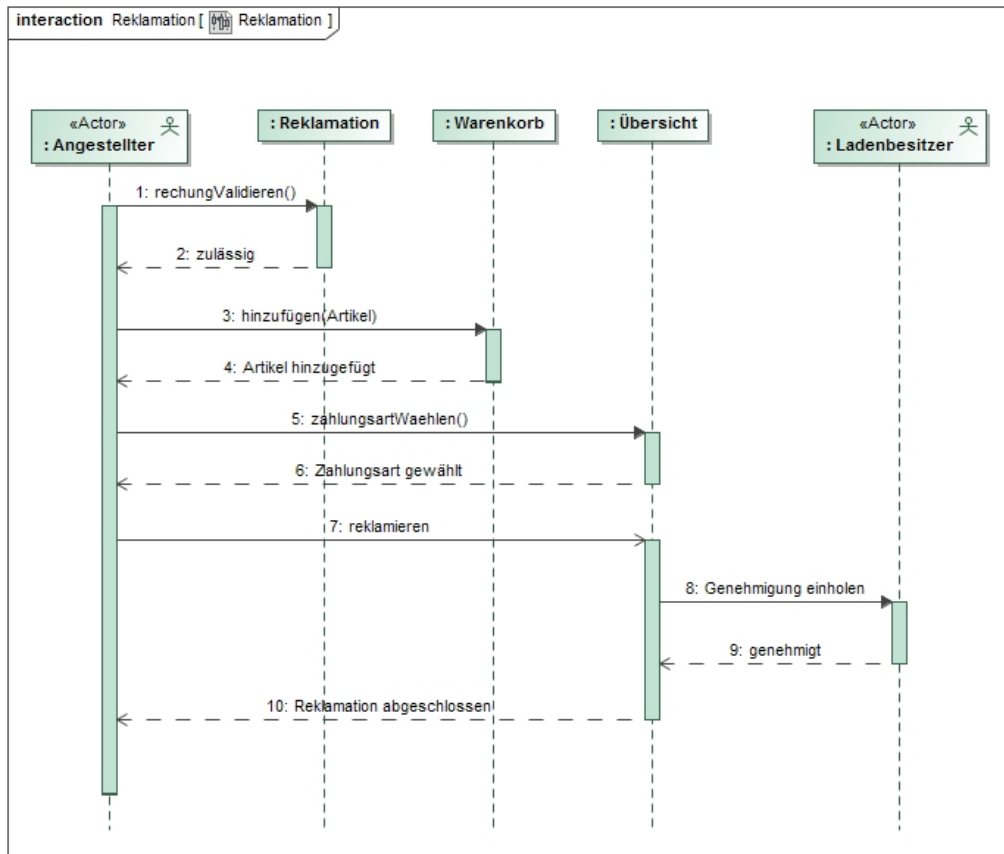 interaction Reklamation [ Reklamation ]
«Actor»
: Angestellter
: Reklamation
: Warenkorb
: Übersicht
«Actor»
: Ladenbesitzer
1: rechungValidieren()
2: zulässig
3: hinzufügen(Artikel)
4: Artikel hinzugefügt
5: zahlungsartWaehlen()
6: Zahlungsart gewählt
7: reklamieren
8: Genehmigung einholen
9: genehmigt
10: Reklamation abgeschlossen